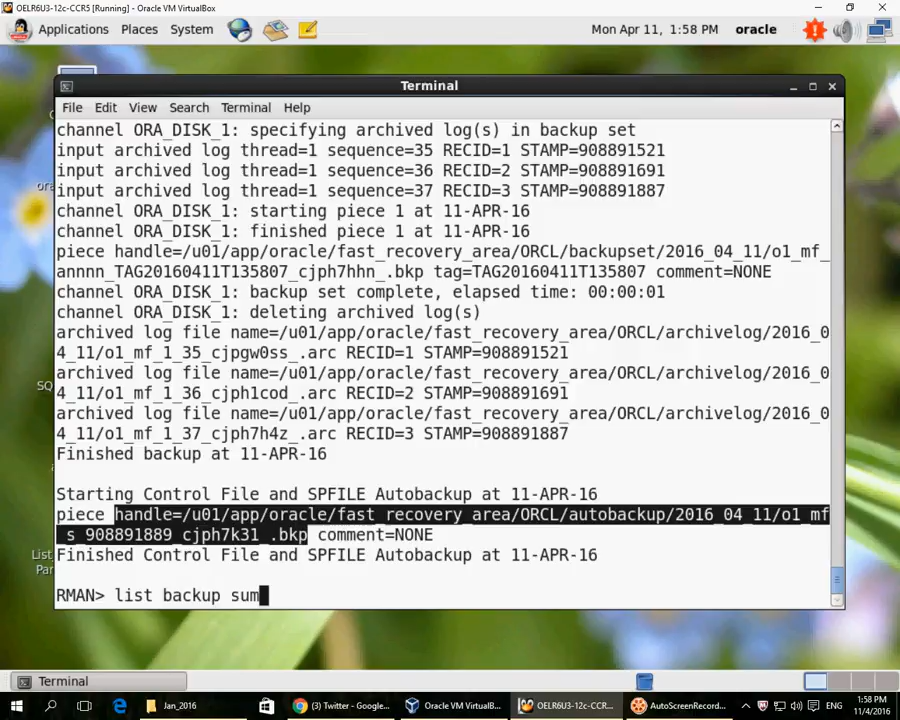 OELR6U3-12c-CCR5 [Running] - Oracle VM VirtualBox
Applications Places System Mon Apr 11, 1:58 PM oracle
Terminal
File Edit View Search Terminal Help
channel ORA_DISK_1: specifying archived log(s) in backup set
input archived log thread=1 sequence=35 RECID=1 STAMP=908891521
input archived log thread=1 sequence=36 RECID=2 STAMP=908891691
input archived log thread=1 sequence=37 RECID=3 STAMP=908891887
channel ORA_DISK_1: starting piece 1 at 11-APR-16
channel ORA_DISK_1: finished piece 1 at 11-APR-16
piece handle=/u01/app/oracle/fast_recovery_area/ORCL/backupset/2016_04_11/o1_mf_
annnn_TAG20160411T135807_cjph7hhn_.bkp tag=TAG20160411T135807 comment=NONE
channel ORA_DISK_1: backup set complete, elapsed time: 00:00:01
channel ORA_DISK_1: deleting archived log(s)
archived log file name=/u01/app/oracle/fast_recovery_area/ORCL/archivelog/2016_0
4_11/o1_mf_1_35_cjpgw0ss_.arc RECID=1 STAMP=908891521
archived log file name=/u01/app/oracle/fast_recovery_area/ORCL/archivelog/2016_0
4_11/o1_mf_1_36_cjph1cod_.arc RECID=2 STAMP=908891691
archived log file name=/u01/app/oracle/fast_recovery_area/ORCL/archivelog/2016_0
4_11/o1_mf_1_37_cjph7h4z_.arc RECID=3 STAMP=908891887
Finished backup at 11-APR-16
Starting Control File and SPFILE Autobackup at 11-APR-16
piece handle=/u01/app/oracle/fast_recovery_area/ORCL/autobackup/2016_04_11/o1_mf
_s_908891889_cjph7k31_.bkp comment=NONE
Finished Control File and SPFILE Autobackup at 11-APR-16
RMAN> list backup sum
Terminal
Jan_2016 (3) Twitter - Google... Oracle VM VirtualB... OELR6U3-12c-CCR... AutoScreenRecord... ENG 1:58 PM
11/4/2016